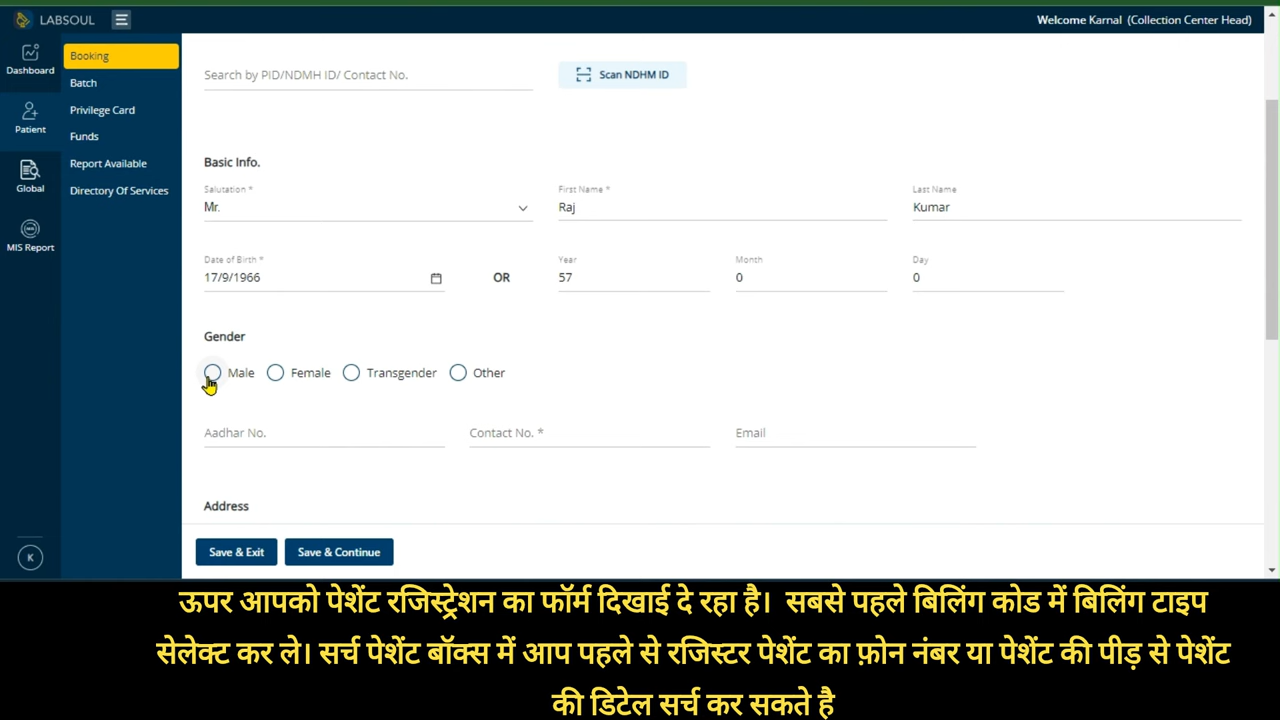 LABSOUL
Welcome Karnal (Collection Center Head)
Dashboard
Patient
Global
MIS Report
K
Booking
Batch
Privilege Card
Funds
Report Available
Directory Of Services
Search by PID/NDMH ID/ Contact No.
Scan NDHM ID
Basic Info.
Salutation *
First Name *
Last Name
Mr.
Raj
Kumar
Date of Birth *
Year
Month
Day
17/9/1966
OR
57
0
0
Gender
Male
Female
Transgender
Other
Aadhar No.
Contact No. *
Email
Address
Save & Exit
Save & Continue
ऊपर आपको पेशेंट रजिस्ट्रेशन का फॉर्म दिखाई दे रहा है। सबसे पहले बिलिंग कोड में बिलिंग टाइप
सेलेक्ट कर ले। सर्च पेशेंट बॉक्स में आप पहले से रजिस्टर पेशेंट का फ़ोन नंबर या पेशेंट की पीड़ से पेशेंट
की डिटेल सर्च कर सकते है